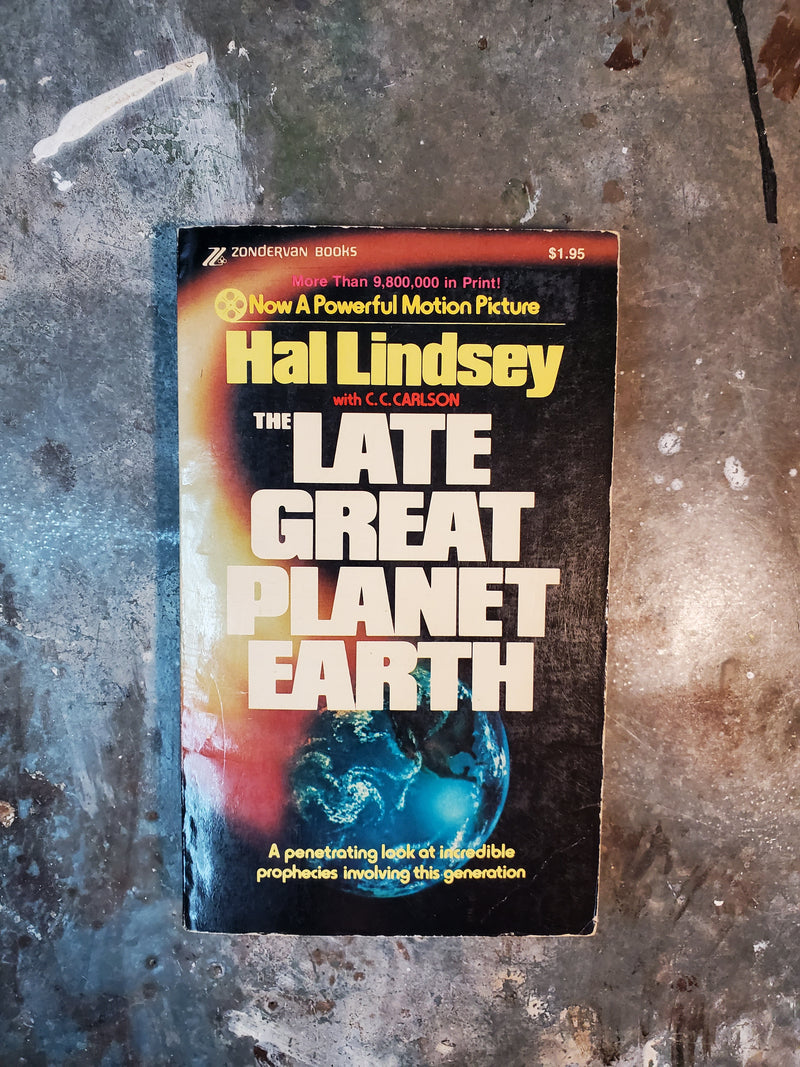 ZONDERVAN BOOKS $1.95
More Than 9,800,000 in Print!
Now A Powerful Motion Picture
Hal Lindsey
with C. C. CARLSON
THE LATE
GREAT
PLANET
EARTH
A penetrating look at incredible
prophecies involving this generation